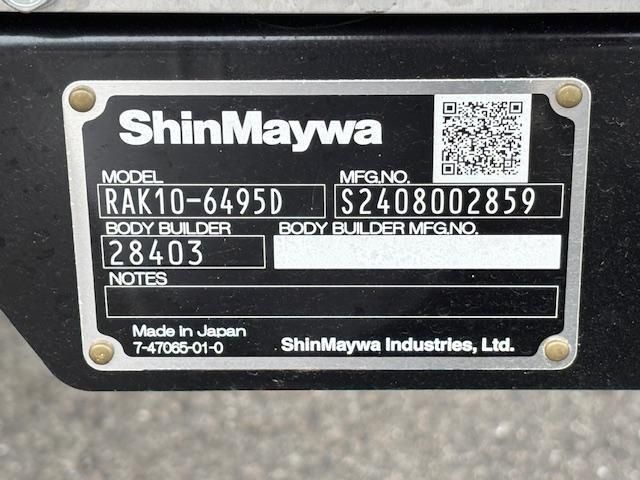 ShinMaywa
MODEL MFG.NO.
RAK10-6495D S2408002859
BODY BUILDER BODY BUILDER MFG.NO.
28403
NOTES
Made in Japan
7-47065-01-0 ShinMaywa Industries, Ltd.